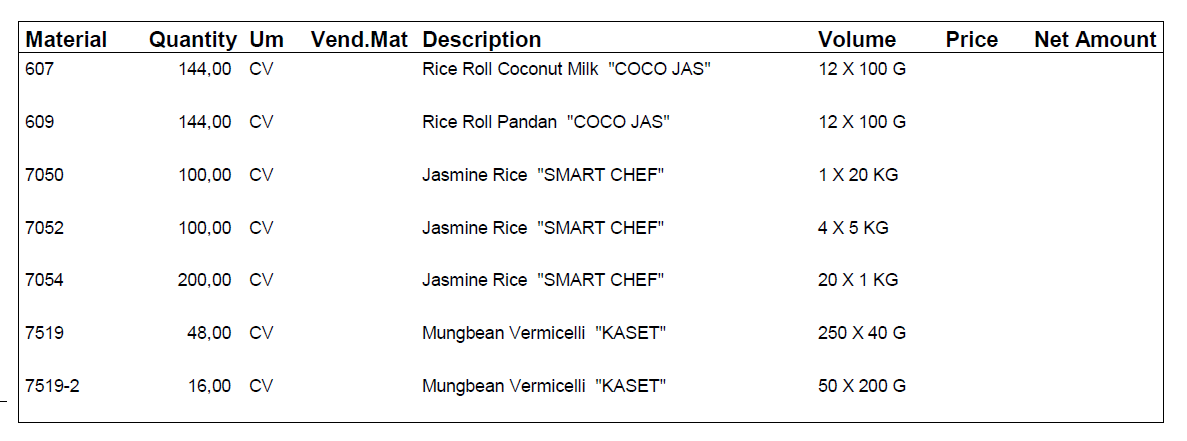 Material Quantity Um Vend.Mat Description Volume Price Net Amount
607 144,00 CV Rice Roll Coconut Milk "COCO JAS" 12 X 100 G
609 144,00 CV Rice Roll Pandan "COCO JAS" 12 X 100 G
7050 100,00 CV Jasmine Rice "SMART CHEF" 1 X 20 KG
7052 100,00 CV Jasmine Rice "SMART CHEF" 4 X 5 KG
7054 200,00 CV Jasmine Rice "SMART CHEF" 20 X 1 KG
7519 48,00 CV Mungbean Vermicelli "KASET" 250 X 40 G
7519-2 16,00 CV Mungbean Vermicelli "KASET" 50 X 200 G